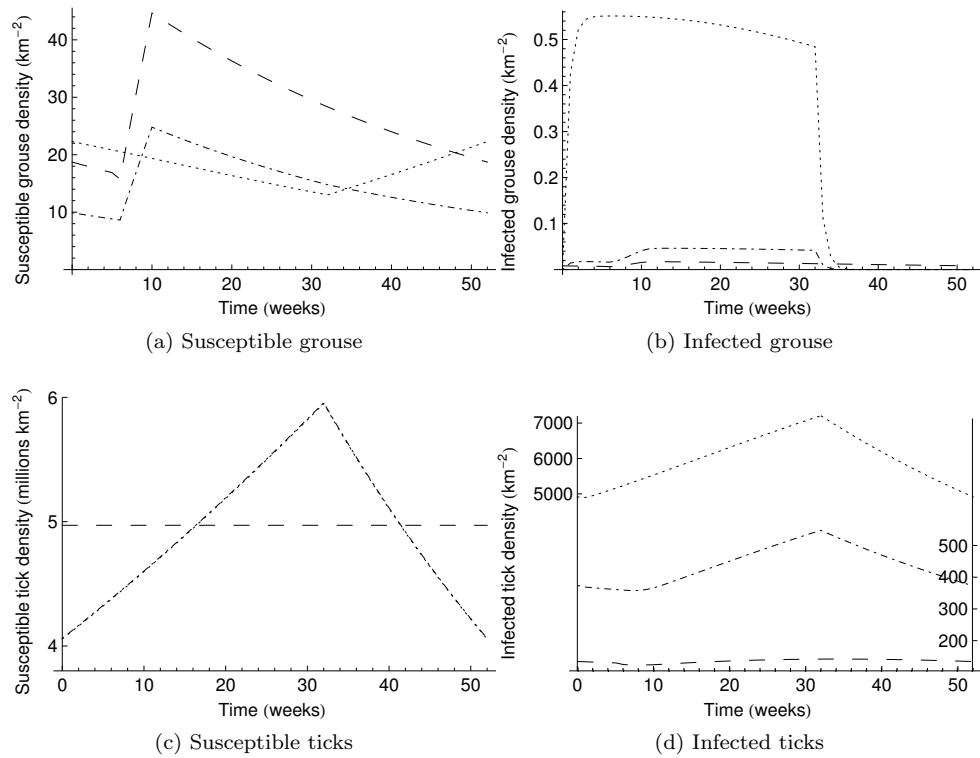 Susceptible grouse density (km−2)
40
30
20
10
10 20 30 40 50
Time (weeks)
(a) Susceptible grouse
Infected grouse density (km−2)
0.5
0.4
0.3
0.2
0.1
10 20 30 40 50
Time (weeks)
(b) Infected grouse
Susceptible tick density (millions km−2)
6
5
4
0 10 20 30 40 50
Time (weeks)
(c) Susceptible ticks
Infected tick density (km−2)
7000
6000
5000
500
400
300
200
0 10 20 30 40 50
Time (weeks)
(d) Infected ticks